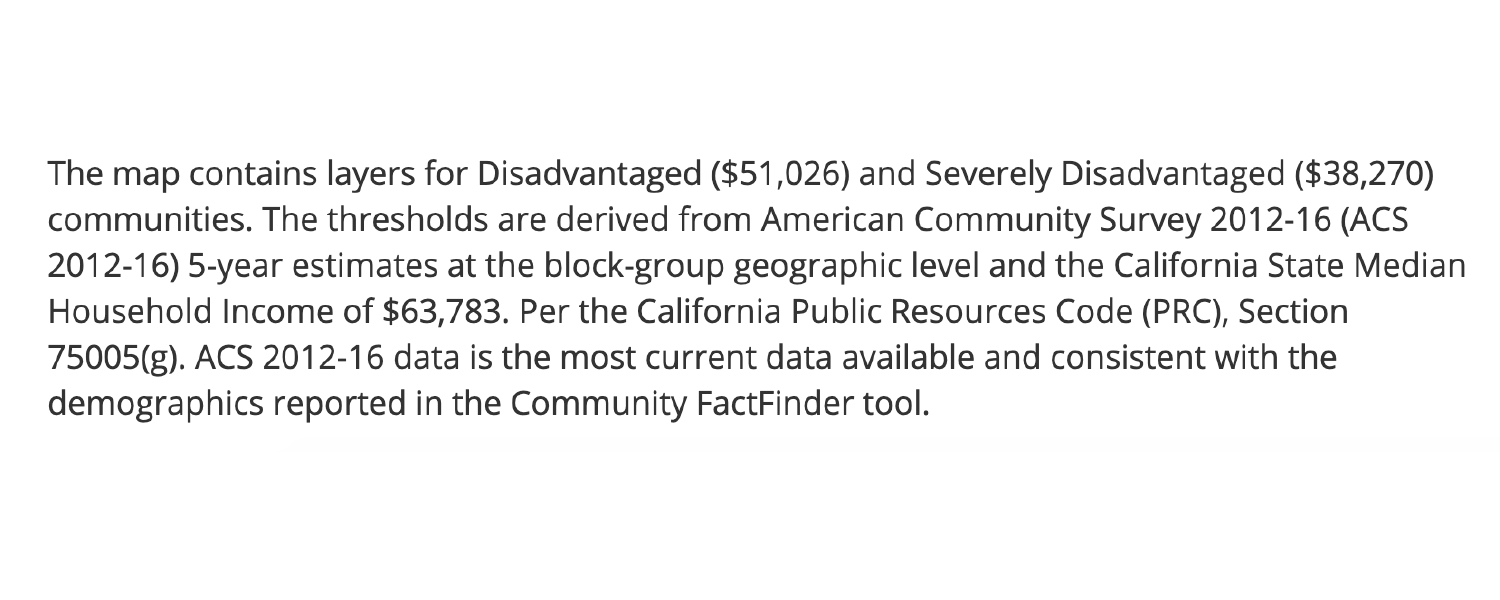 The map contains layers for Disadvantaged ($51,026) and Severely Disadvantaged ($38,270)
communities. The thresholds are derived from American Community Survey 2012-16 (ACS
2012-16) 5-year estimates at the block-group geographic level and the California State Median
Household Income of $63,783. Per the California Public Resources Code (PRC), Section
75005(g). ACS 2012-16 data is the most current data available and consistent with the
demographics reported in the Community FactFinder tool.